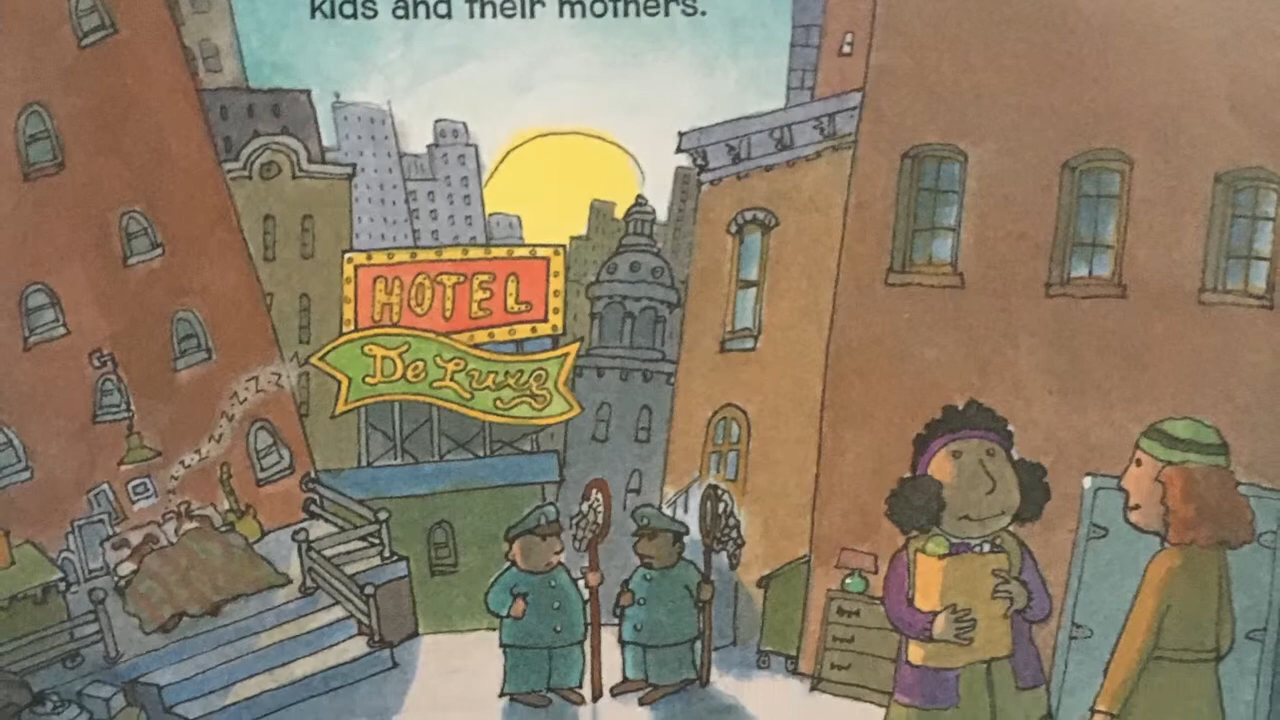 kids and their mothers.
HOTEL
De Luxe
Z Z Z Z Z Z Z Z Z Z